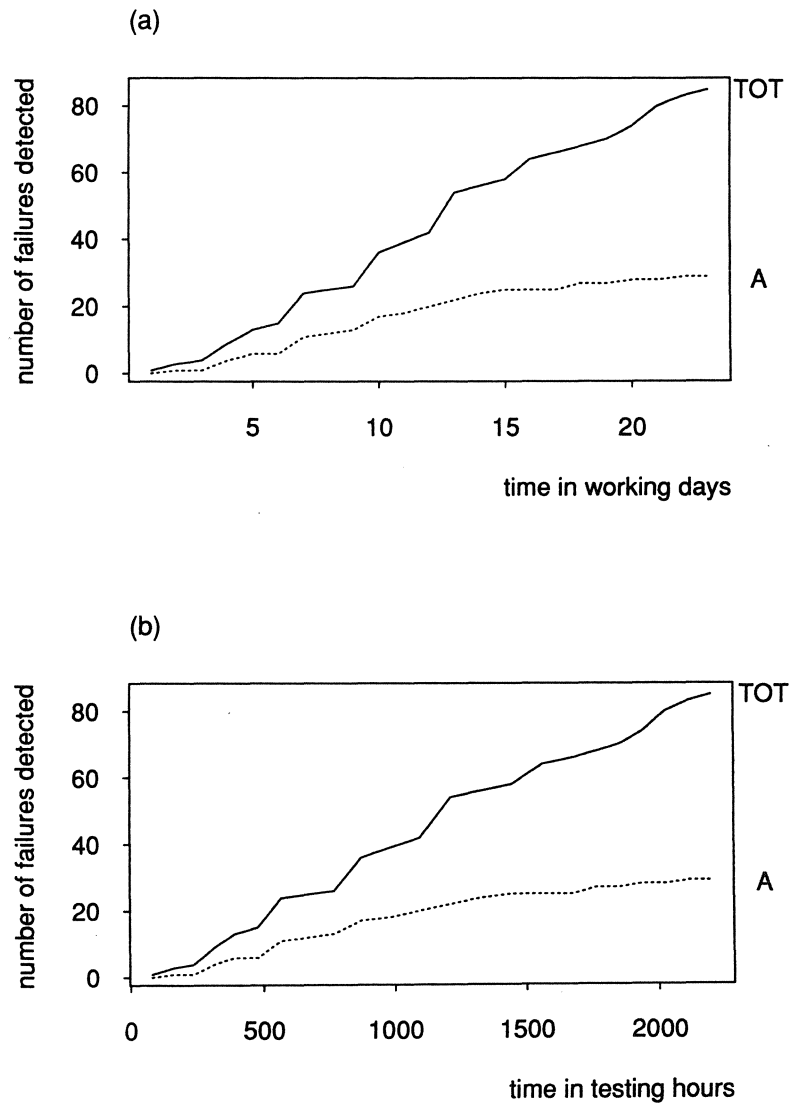 (a)
number of failures detected
80
60
40
20
0
TOT
A
5 10 15 20
time in working days
(b)
number of failures detected
80
60
40
20
0
TOT
A
0 500 1000 1500 2000
time in testing hours